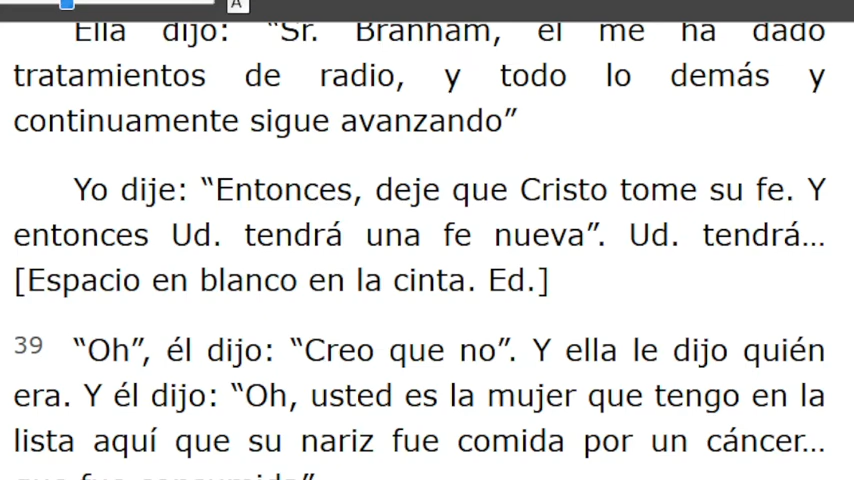 A
Ella dijo: “Sr. Branham, él me ha dado
tratamientos de radio, y todo lo demás y
continuamente sigue avanzando”
Yo dije: “Entonces, deje que Cristo tome su fe. Y
entonces Ud. tendrá una fe nueva”. Ud. tendrá...
[Espacio en blanco en la cinta. Ed.]
39 “Oh”, él dijo: “Creo que no”. Y ella le dijo quién
era. Y él dijo: “Oh, usted es la mujer que tengo en la
lista aquí que su nariz fue comida por un cáncer...
que fue consumida”